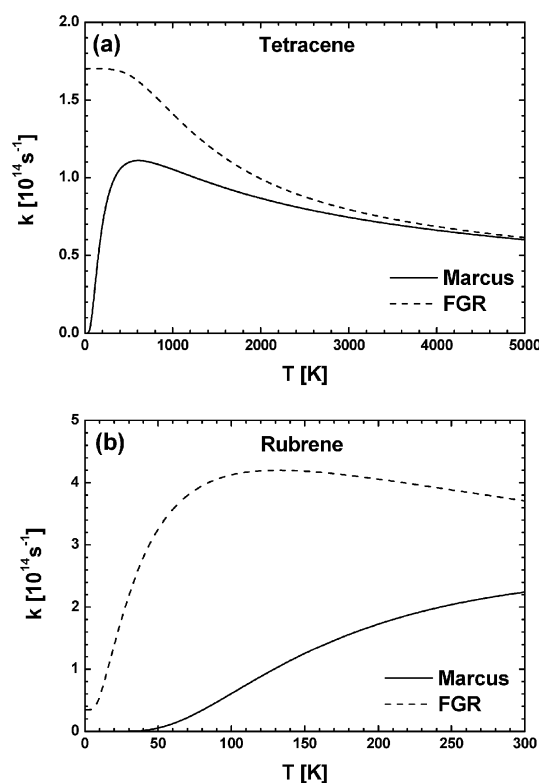 (a) Tetracene
2.0
1.5
1.0
0.5
0.0
k [10¹⁴s⁻¹]
Marcus
FGR
0 1000 2000 3000 4000 5000
T [K]
(b) Rubrene
5
4
3
2
1
0
k [10¹⁴s⁻¹]
Marcus
FGR
0 50 100 150 200 250 300
T [K]